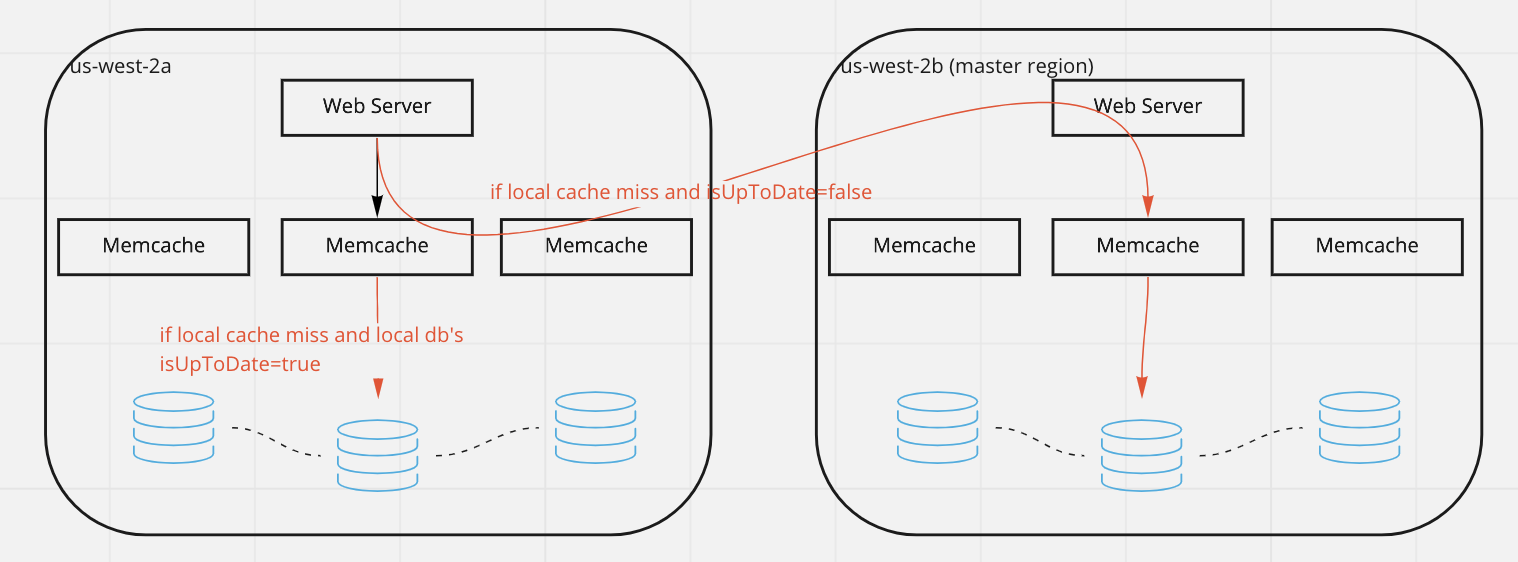 us-west-2a
us-west-2b (master region)
Web Server
Web Server
if local cache miss and isUpToDate=false
Memcache
Memcache
Memcache
Memcache
Memcache
Memcache
if local cache miss and local db's
isUpToDate=true